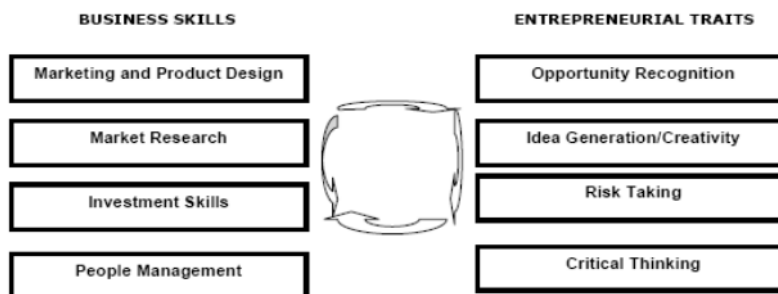 BUSINESS SKILLS
Marketing and Product Design
Market Research
Investment Skills
People Management
ENTREPRENEURIAL TRAITS
Opportunity Recognition
Idea Generation/Creativity
Risk Taking
Critical Thinking